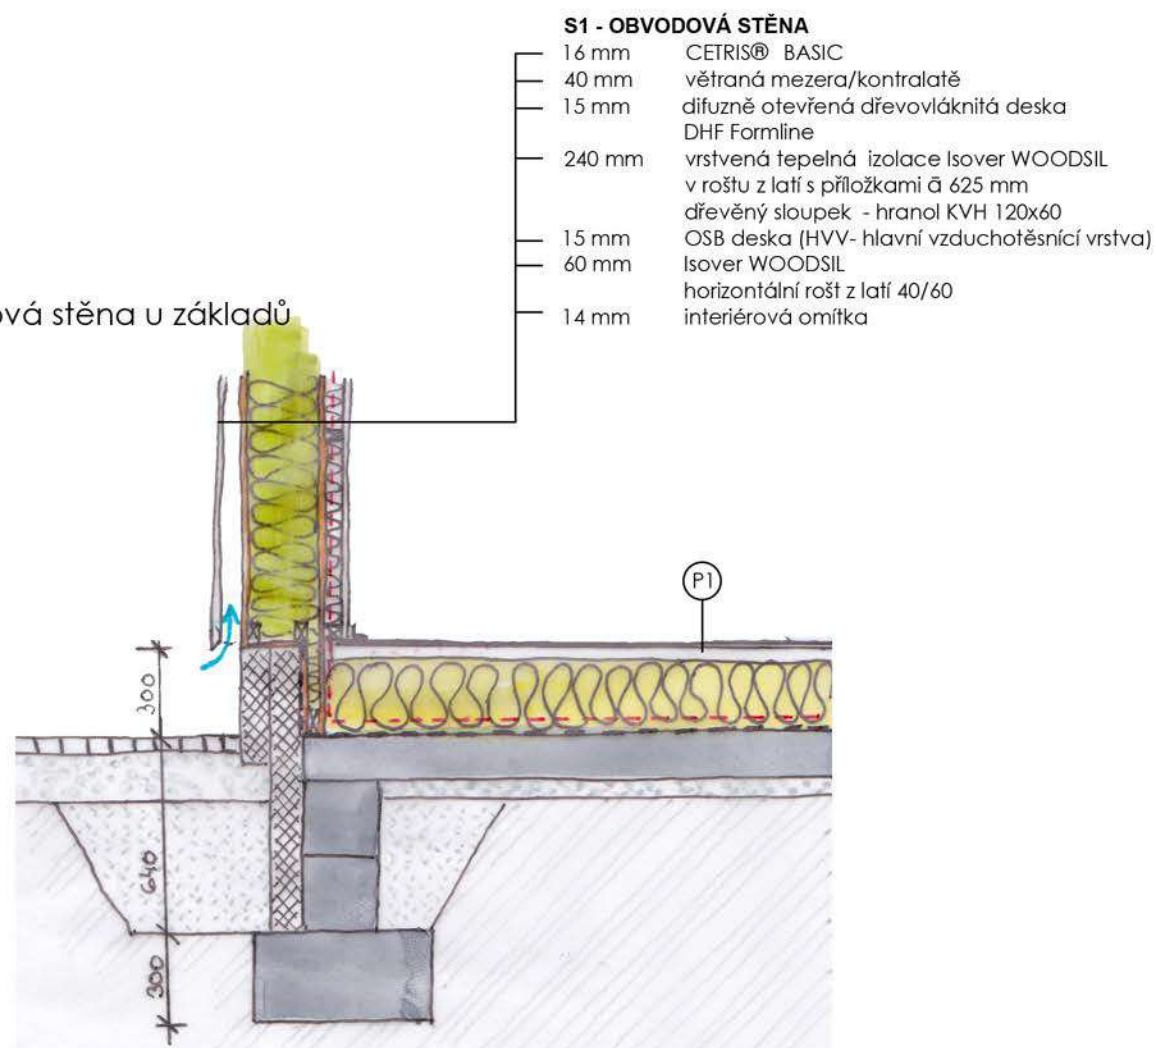 S1 - OBVODOVÁ STĚNA
16 mm CETRIS® BASIC
40 mm větraná mezera/kontralatě
15 mm difuzně otevřená dřevovláknitá deska
DHF Formline
240 mm vrstvená tepelná izolace Isover WOODSIL
v roštu z latí s příložkami ā 625 mm
dřevěný sloupek - hranol KVH 120x60
15 mm OSB deska (HVV- hlavní vzduchotěsnící vrstva)
60 mm Isover WOODSIL
horizontální rošt z latí 40/60
14 mm interiérová omítka
ová stěna u základů
P1
300
640
300